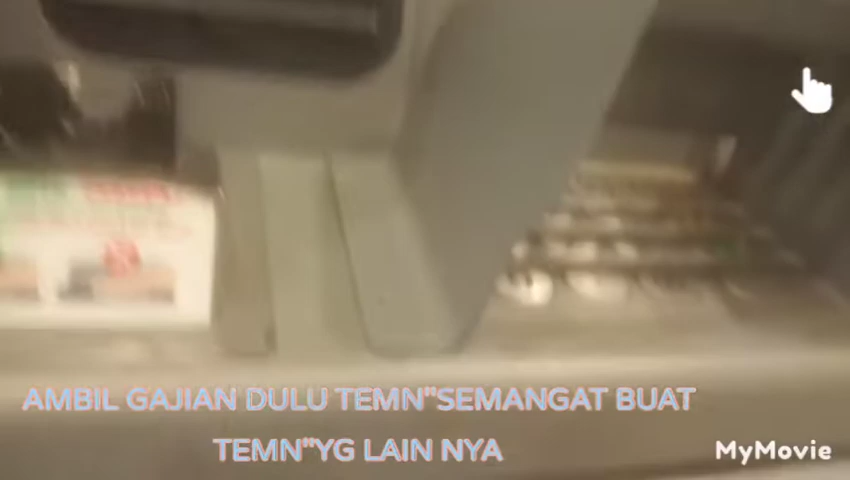 AMBIL GAJIAN DULU TEMN"SEMANGAT BUAT
TEMN"YG LAIN NYA
MyMovie